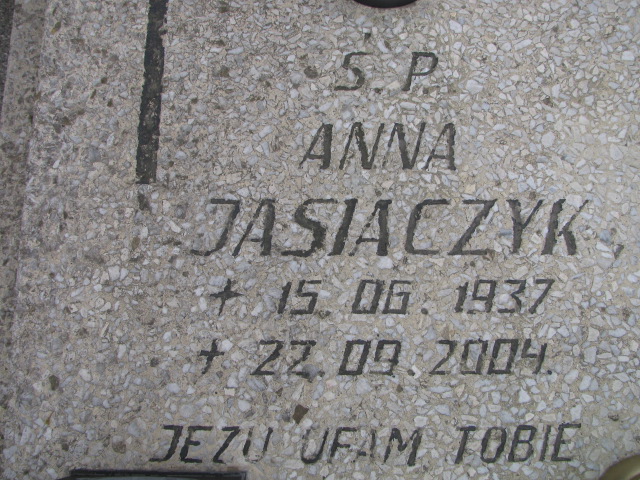 Ś. P.
ANNA
JASIACZYK
+ 15.06.1937
+ 22.09.2004.
JEZU UFAM TOBIE